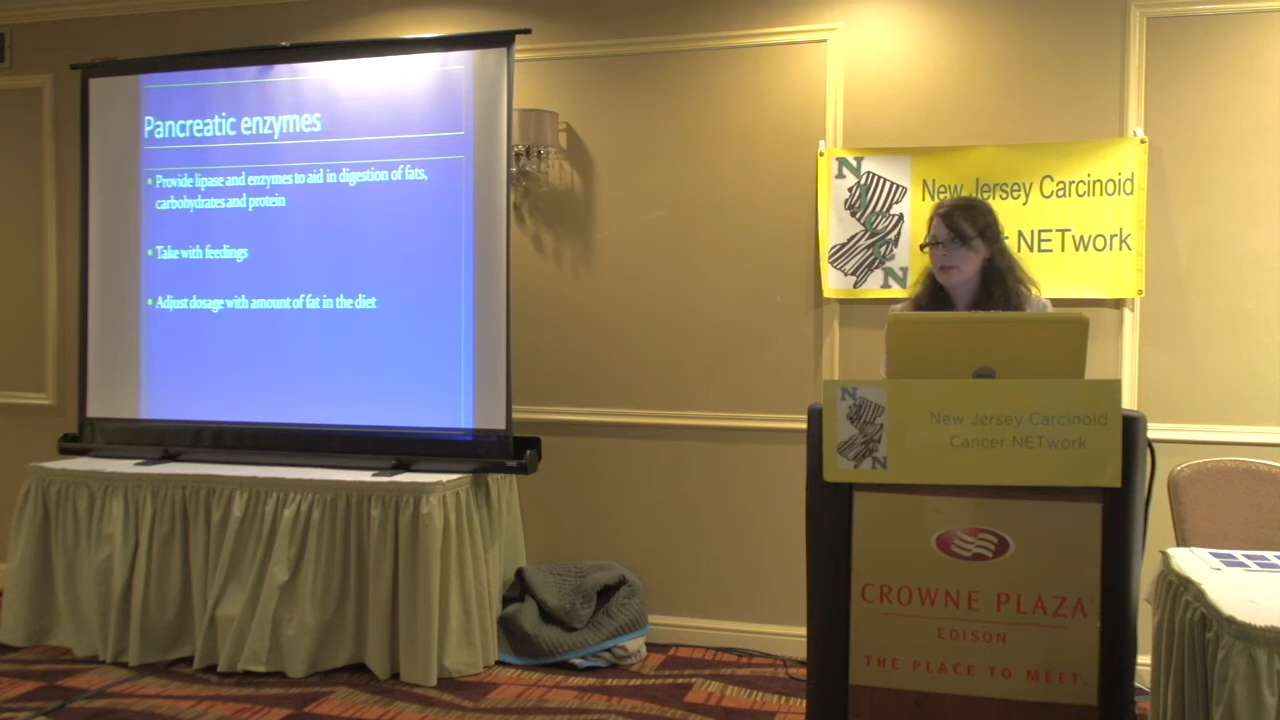 Pancreatic enzymes
• Provide lipase and enzymes to aid in digestion of fats,
carbohydrates and protein
• Take with feedings
• Adjust dosage with amount of fat in the diet
NJCCN
New Jersey Carcinoid
NETwork
NJCCN
New Jersey Carcinoid
Cancer NETwork
CROWNE PLAZA
EDISON
THE PLACE TO MEET.